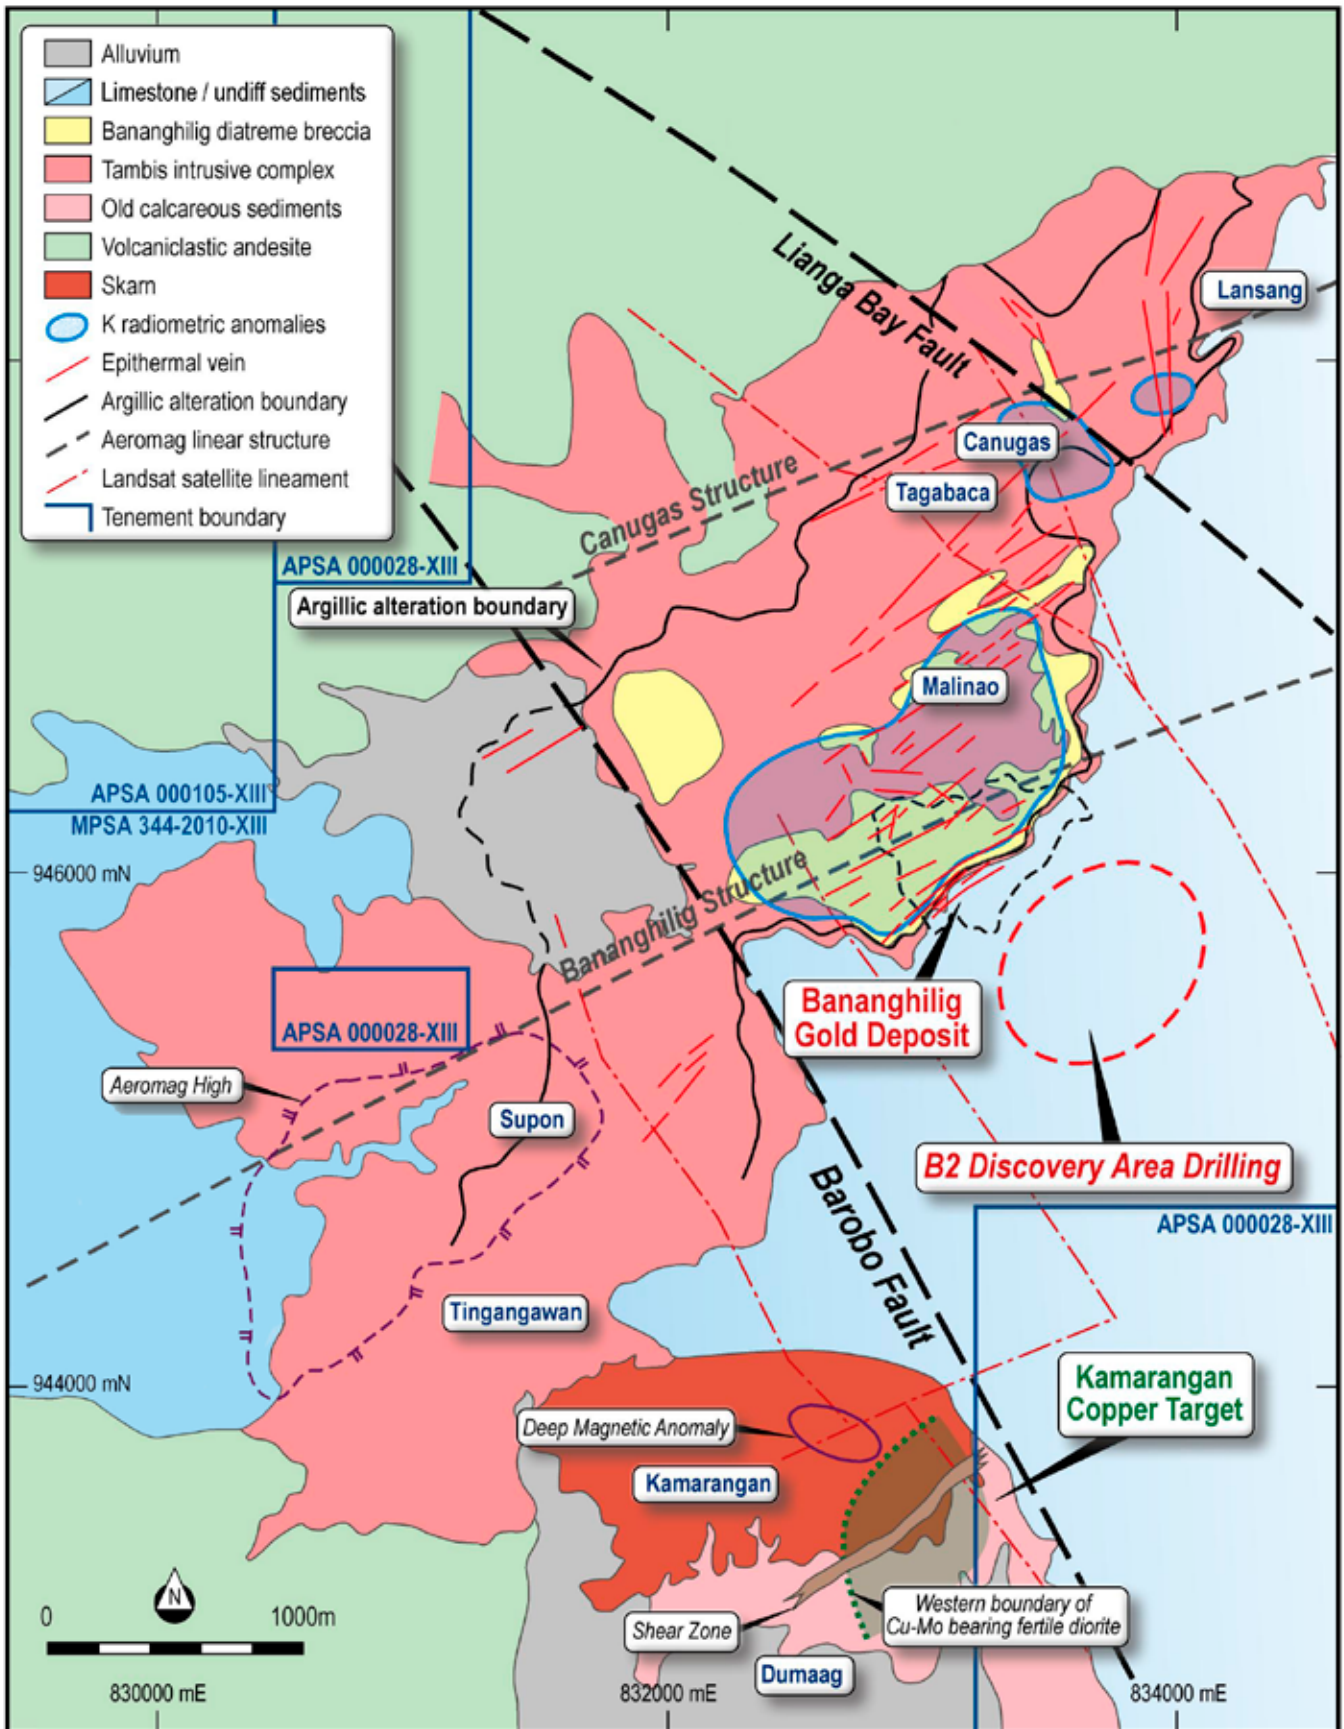 Alluvium
Limestone / undiff sediments
Bananghilig diatreme breccia
Tambis intrusive complex
Old calcareous sediments
Volcaniclastic andesite
Skarn
K radiometric anomalies
Epithermal vein
Argillic alteration boundary
Aeromag linear structure
Landsat satellite lineament
Tenement boundary
Lianga Bay Fault
Lansang
Canugas
Tagabaca
Canugas Structure
APSA 000028-XIII
Argillic alteration boundary
Malinao
APSA 000105-XIII
MPSA 344-2010-XIII
946000 mN
Bananghilig Structure
Bananghilig
Gold Deposit
APSA 000028-XIII
Aeromag High
Supon
B2 Discovery Area Drilling
Barobo Fault
APSA 000028-XIII
Tingangawan
944000 mN
Kamarangan
Copper Target
Deep Magnetic Anomaly
Kamarangan
Western boundary of
Cu-Mo bearing fertile diorite
Shear Zone
Dumaag
N
0 1000m
830000 mE
832000 mE
834000 mE